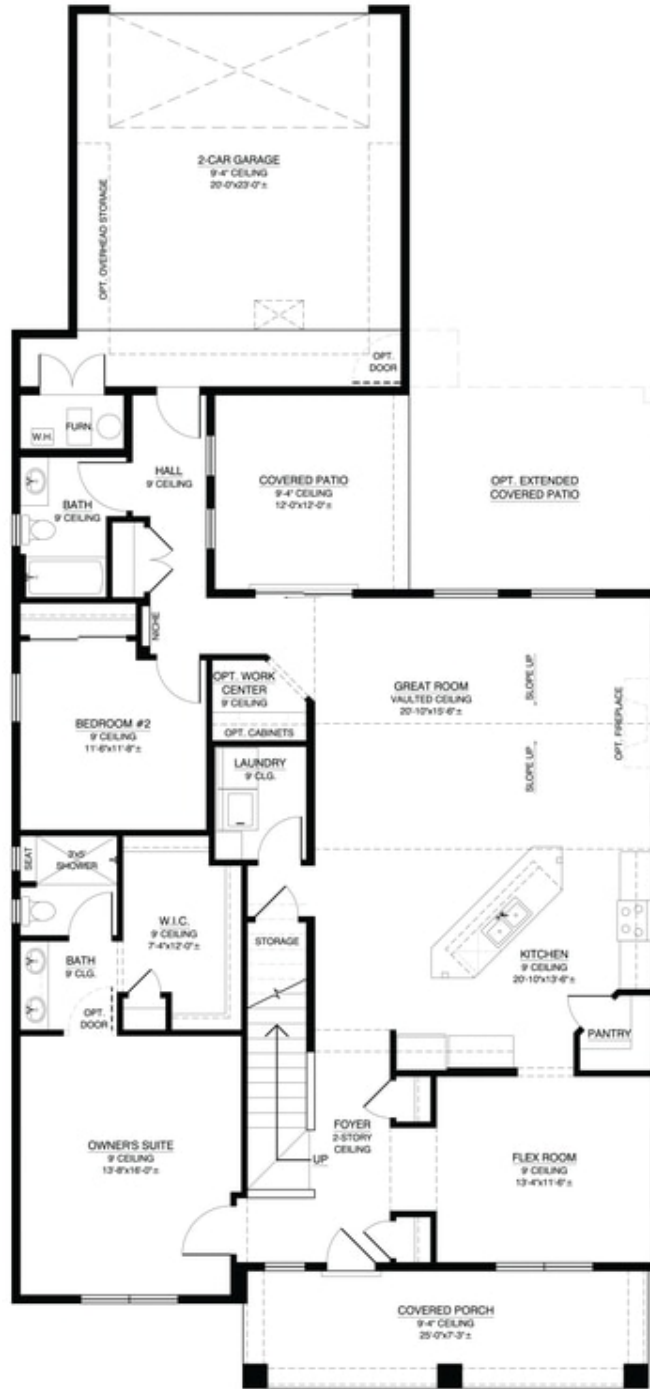 2-CAR GARAGE
9'-4" CEILING
20'-0"x23'-0"±
OPT. OVERHEAD STORAGE
OPT.
DOOR
W.H.
FURN.
HALL
9' CEILING
BATH
9' CEILING
COVERED PATIO
9'-4" CEILING
12'-0"x12'-0"±
OPT. EXTENDED
COVERED PATIO
NICHE
OPT. WORK
CENTER
9' CEILING
OPT. CABINETS
GREAT ROOM
VAULTED CEILING
20'-10"x15'-6"±
SLOPE UP
SLOPE UP
OPT. FIREPLACE
BEDROOM #2
9' CEILING
11'-6"x11'-8"±
LAUNDRY
9' CLG.
SEAT
3'x5'
SHOWER
W.I.C.
9' CEILING
7'-4"x12'-0"±
BATH
9' CLG.
OPT.
DOOR
STORAGE
KITCHEN
9' CEILING
20'-10"x13'-6"±
PANTRY
OWNER'S SUITE
9' CEILING
13'-8"x16'-0"±
FOYER
2-STORY
CEILING
UP
FLEX ROOM
9' CEILING
13'-4"x11'-6"±
COVERED PORCH
9'-4" CEILING
25'-0"x7'-3"±